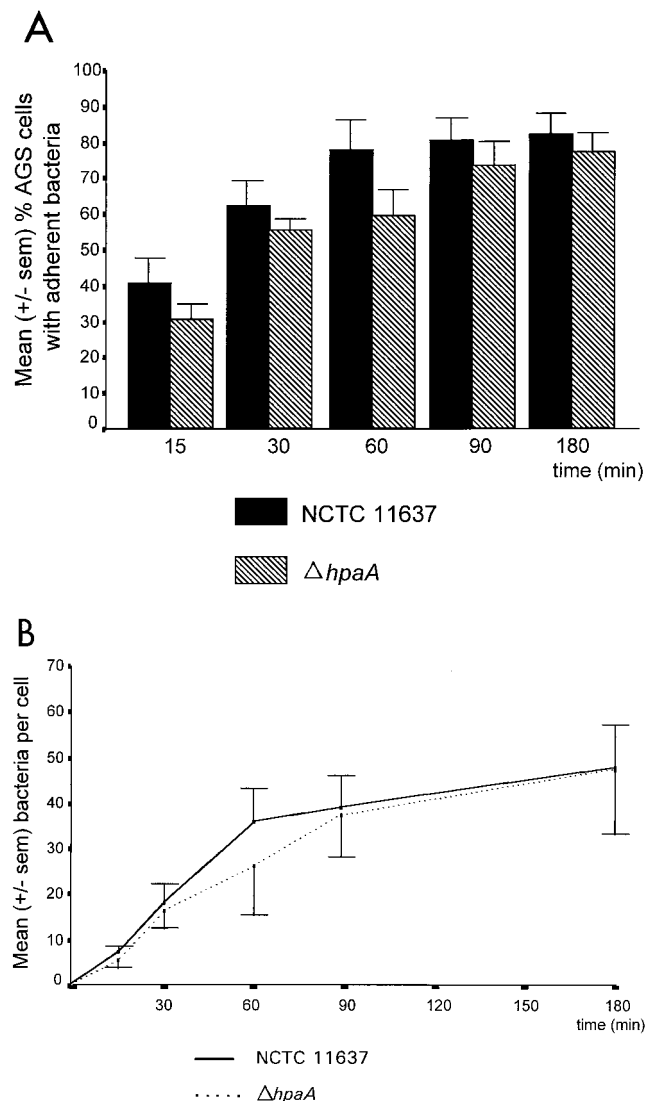 A
Mean (+/- sem) % AGS cells
with adherent bacteria
100
90
80
70
60
50
40
30
20
10
0
15 30 60 90 180
time (min)
NCTC 11637
ΔhpaA
B
Mean (+/- sem) bacteria per cell
70
60
50
40
30
20
10
0
30 60 90 120 150 180
time (min)
NCTC 11637
ΔhpaA